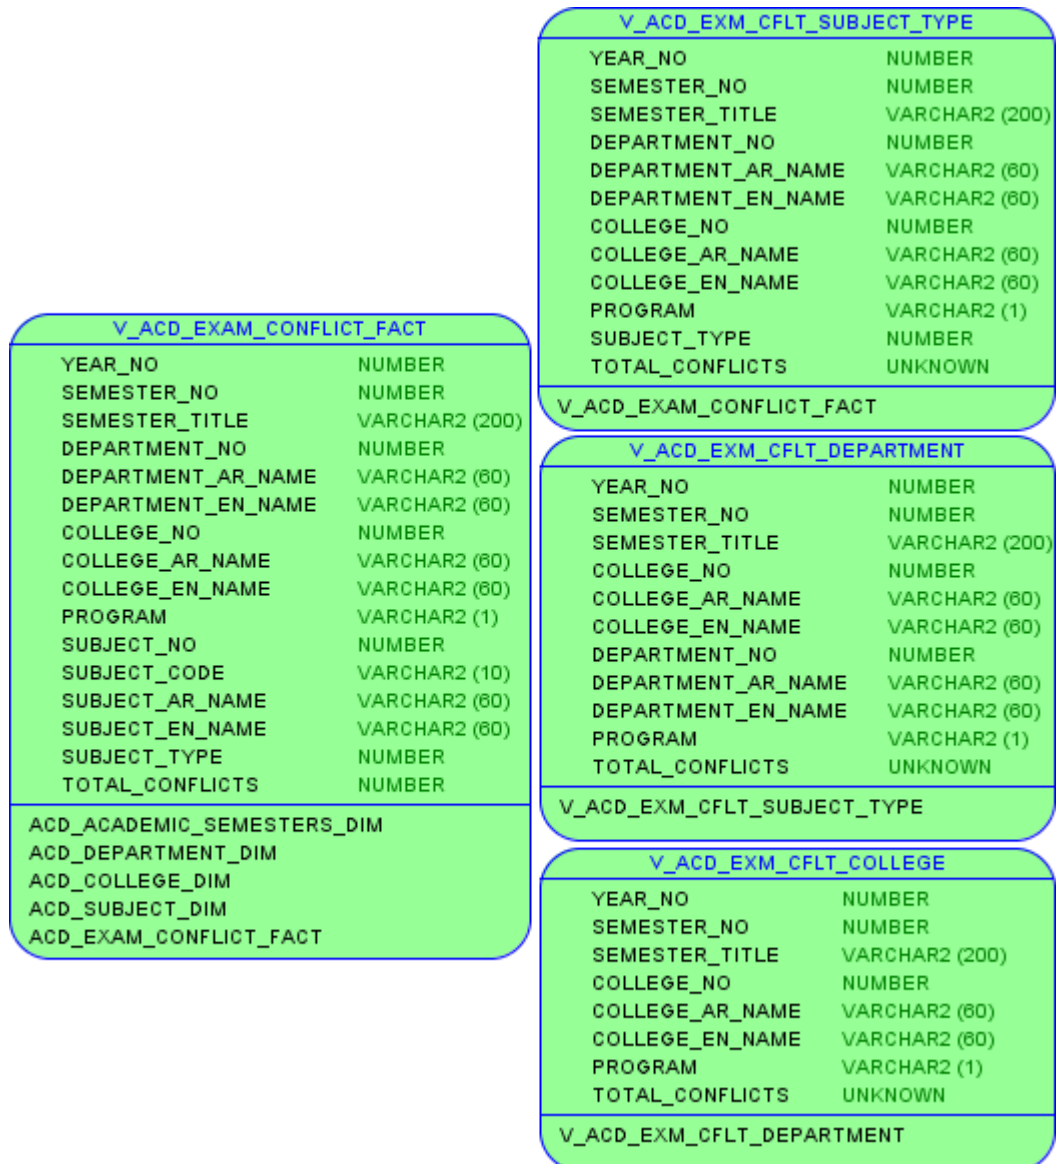 V_ACD_EXAM_CONFLICT_FACT
YEAR_NO NUMBER
SEMESTER_NO NUMBER
SEMESTER_TITLE VARCHAR2 (200)
DEPARTMENT_NO NUMBER
DEPARTMENT_AR_NAME VARCHAR2 (60)
DEPARTMENT_EN_NAME VARCHAR2 (60)
COLLEGE_NO NUMBER
COLLEGE_AR_NAME VARCHAR2 (60)
COLLEGE_EN_NAME VARCHAR2 (60)
PROGRAM VARCHAR2 (1)
SUBJECT_NO NUMBER
SUBJECT_CODE VARCHAR2 (10)
SUBJECT_AR_NAME VARCHAR2 (60)
SUBJECT_EN_NAME VARCHAR2 (60)
SUBJECT_TYPE NUMBER
TOTAL_CONFLICTS NUMBER
ACD_ACADEMIC_SEMESTERS_DIM
ACD_DEPARTMENT_DIM
ACD_COLLEGE_DIM
ACD_SUBJECT_DIM
ACD_EXAM_CONFLICT_FACT
V_ACD_EXM_CFLT_SUBJECT_TYPE
YEAR_NO NUMBER
SEMESTER_NO NUMBER
SEMESTER_TITLE VARCHAR2 (200)
DEPARTMENT_NO NUMBER
DEPARTMENT_AR_NAME VARCHAR2 (60)
DEPARTMENT_EN_NAME VARCHAR2 (60)
COLLEGE_NO NUMBER
COLLEGE_AR_NAME VARCHAR2 (60)
COLLEGE_EN_NAME VARCHAR2 (60)
PROGRAM VARCHAR2 (1)
SUBJECT_TYPE NUMBER
TOTAL_CONFLICTS UNKNOWN
V_ACD_EXAM_CONFLICT_FACT
V_ACD_EXM_CFLT_DEPARTMENT
YEAR_NO NUMBER
SEMESTER_NO NUMBER
SEMESTER_TITLE VARCHAR2 (200)
COLLEGE_NO NUMBER
COLLEGE_AR_NAME VARCHAR2 (60)
COLLEGE_EN_NAME VARCHAR2 (60)
DEPARTMENT_NO NUMBER
DEPARTMENT_AR_NAME VARCHAR2 (60)
DEPARTMENT_EN_NAME VARCHAR2 (60)
PROGRAM VARCHAR2 (1)
TOTAL_CONFLICTS UNKNOWN
V_ACD_EXM_CFLT_SUBJECT_TYPE
V_ACD_EXM_CFLT_COLLEGE
YEAR_NO NUMBER
SEMESTER_NO NUMBER
SEMESTER_TITLE VARCHAR2 (200)
COLLEGE_NO NUMBER
COLLEGE_AR_NAME VARCHAR2 (60)
COLLEGE_EN_NAME VARCHAR2 (60)
PROGRAM VARCHAR2 (1)
TOTAL_CONFLICTS UNKNOWN
V_ACD_EXM_CFLT_DEPARTMENT